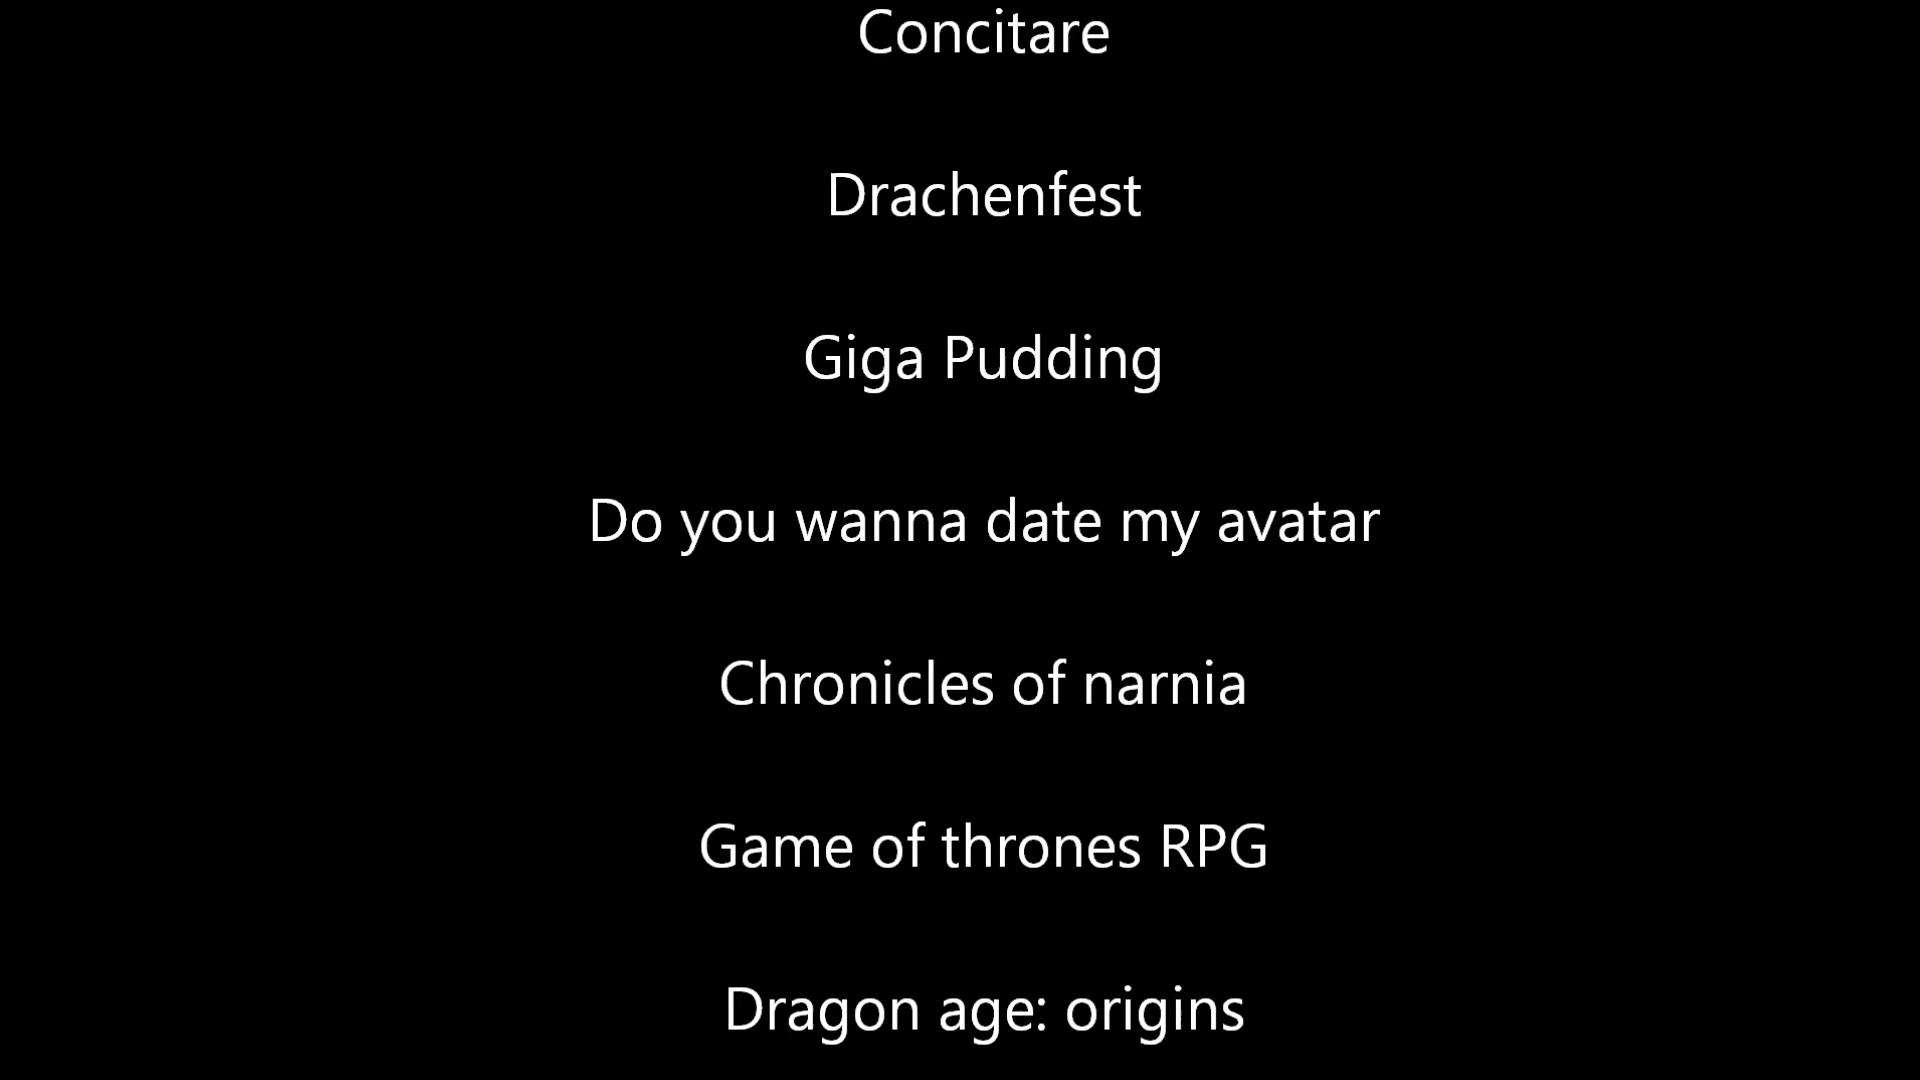 Concitare
Drachenfest
Giga Pudding
Do you wanna date my avatar
Chronicles of narnia
Game of thrones RPG
Dragon age: origins